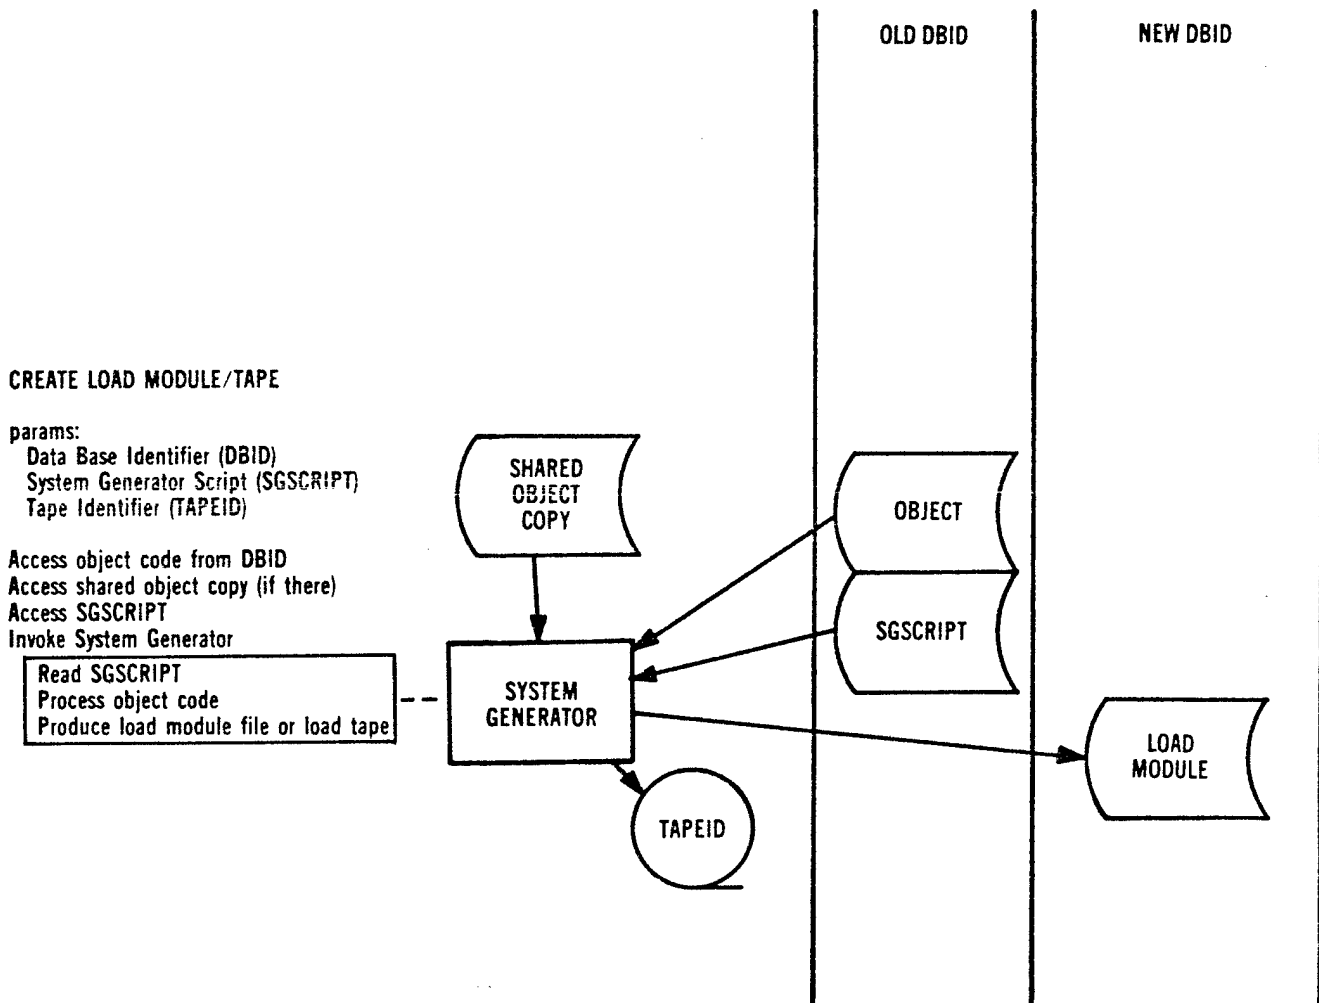 OLD DBID
NEW DBID
CREATE LOAD MODULE/TAPE
params:
Data Base Identifier (DBID)
System Generator Script (SGSCRIPT)
Tape Identifier (TAPEID)
Access object code from DBID
Access shared object copy (if there)
Access SGSCRIPT
Invoke System Generator
Read SGSCRIPT
Process object code
Produce load module file or load tape
SHARED
OBJECT
COPY
SYSTEM
GENERATOR
TAPEID
OBJECT
SGSCRIPT
LOAD
MODULE